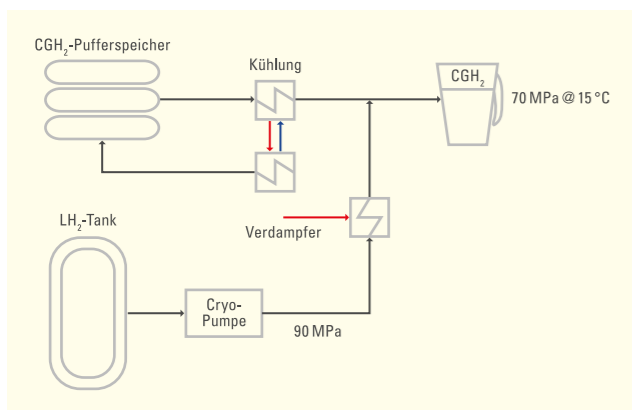 CGH₂-Pufferspeicher
Kühlung
CGH₂
70 MPa @ 15 °C
LH₂-Tank
Verdampfer
Cryo-
Pumpe
90 MPa